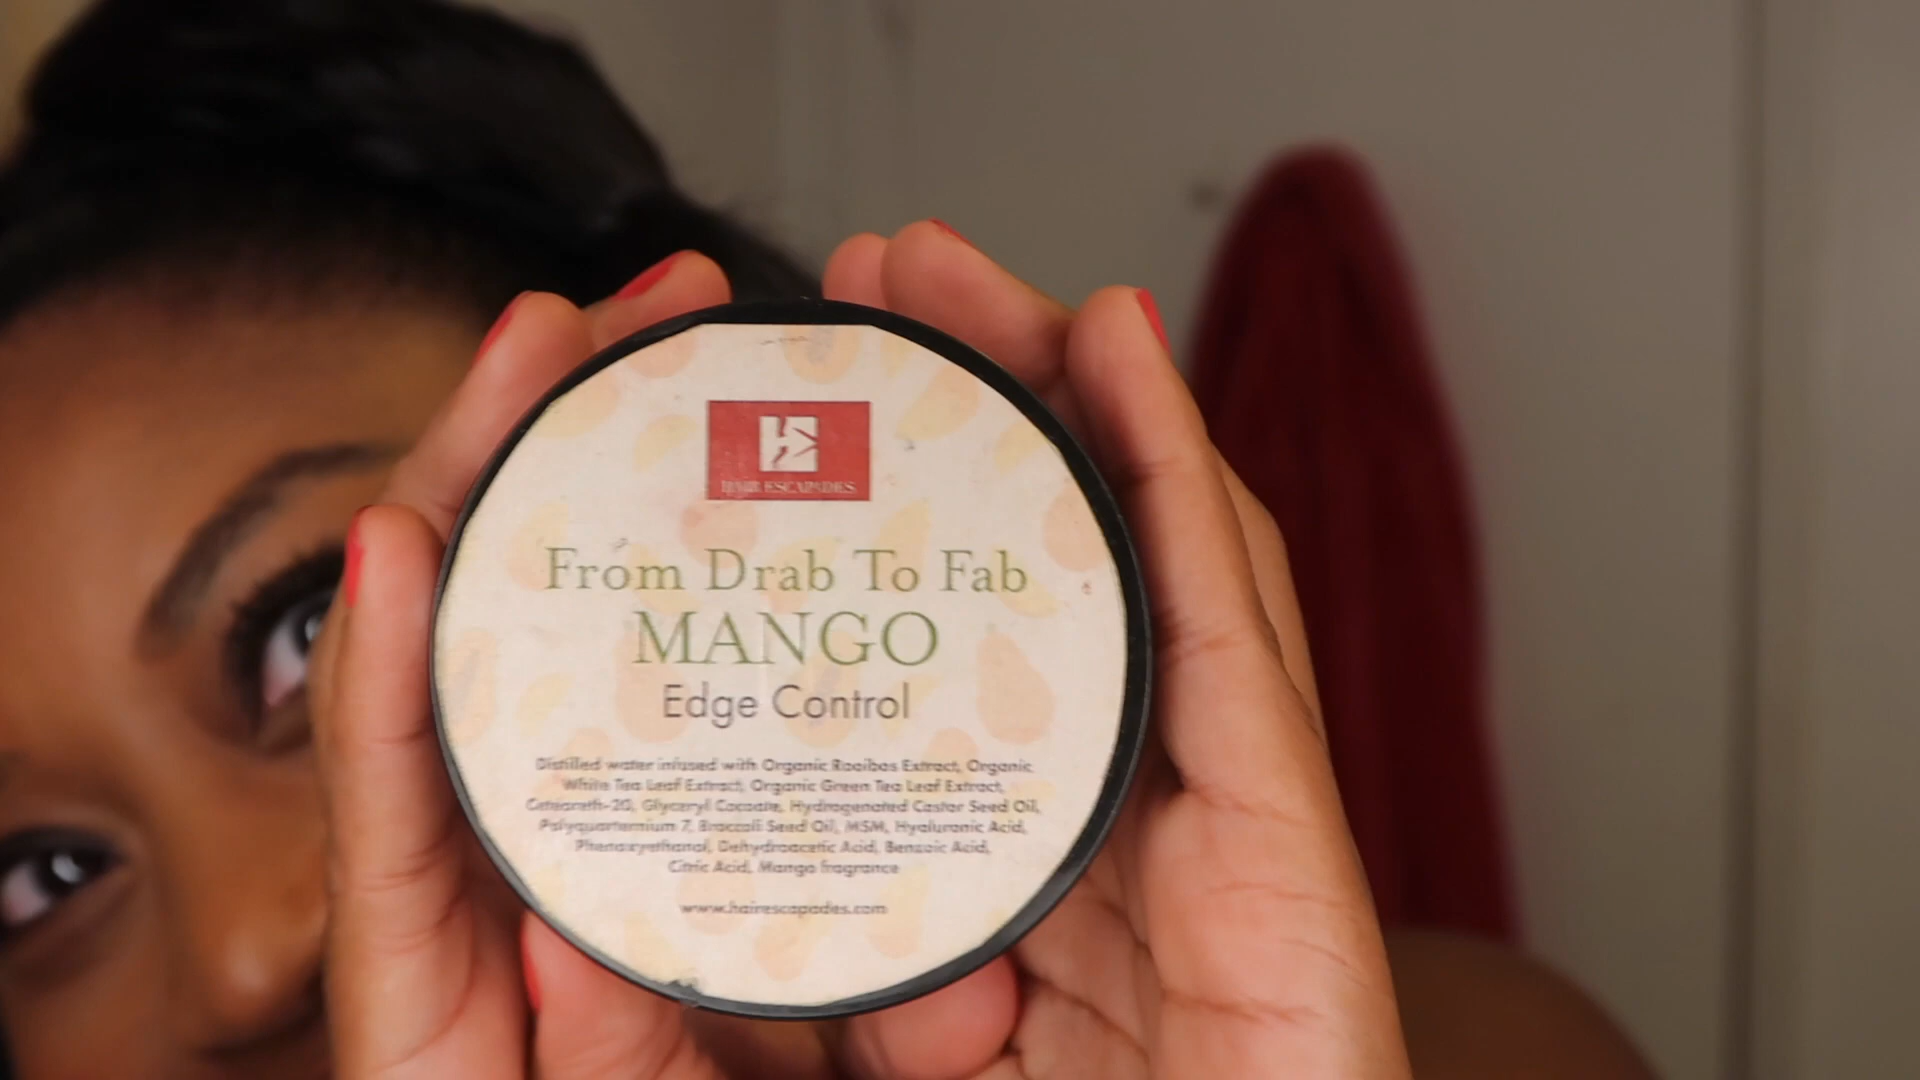 HAIR ESCAPADES
From Drab To Fab
MANGO
Edge Control
Distilled water infused with Organic Rooibos Extract, Organic
White Tea Leaf Extract, Organic Green Tea Leaf Extract,
Ceteareth-20, Glyceryl Cocoate, Hydrogenated Castor Seed Oil,
Polyquarternium 7, Broccoli Seed Oil, MSM, Hyaluronic Acid,
Phenoxyethanol, Dehydroacetic Acid, Benzoic Acid,
Citric Acid, Mango fragrance
www.hairescapades.com